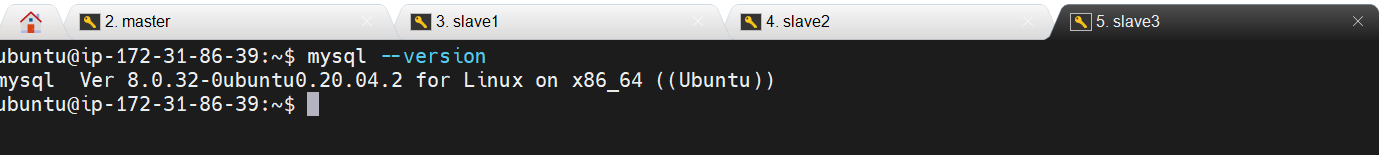 2. master
3. slave1
4. slave2
5. slave3
ubuntu@ip-172-31-86-39:~$ mysql --version
mysql  Ver 8.0.32-0ubuntu0.20.04.2 for Linux on x86_64 ((Ubuntu))
ubuntu@ip-172-31-86-39:~$